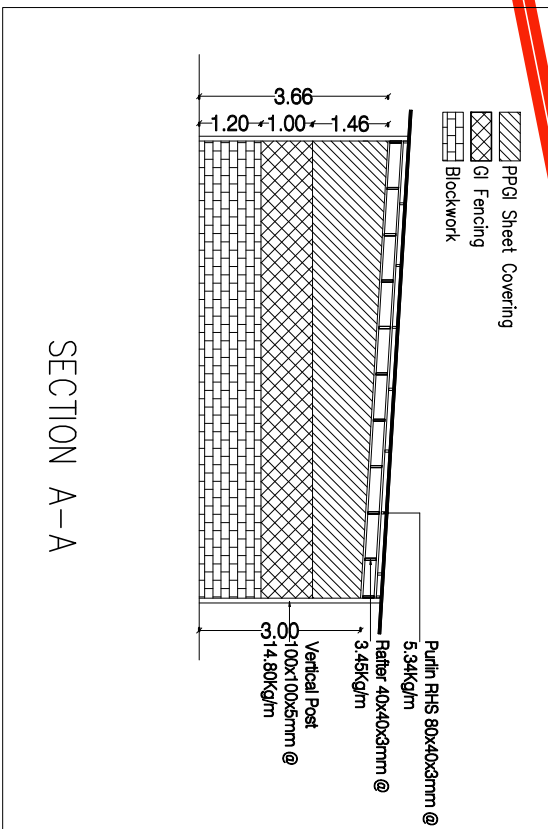 PPGI Sheet Covering
GI Fencing
Blockwork
3.66
1.20
1.00
1.46
3.00
Purlin RHS 80x40x3mm @
5.34Kg/m
Rafter 40x40x3mm @
3.45Kg/m
Vertical Post
100x100x5mm @
14.80Kg/m
SECTION A-A